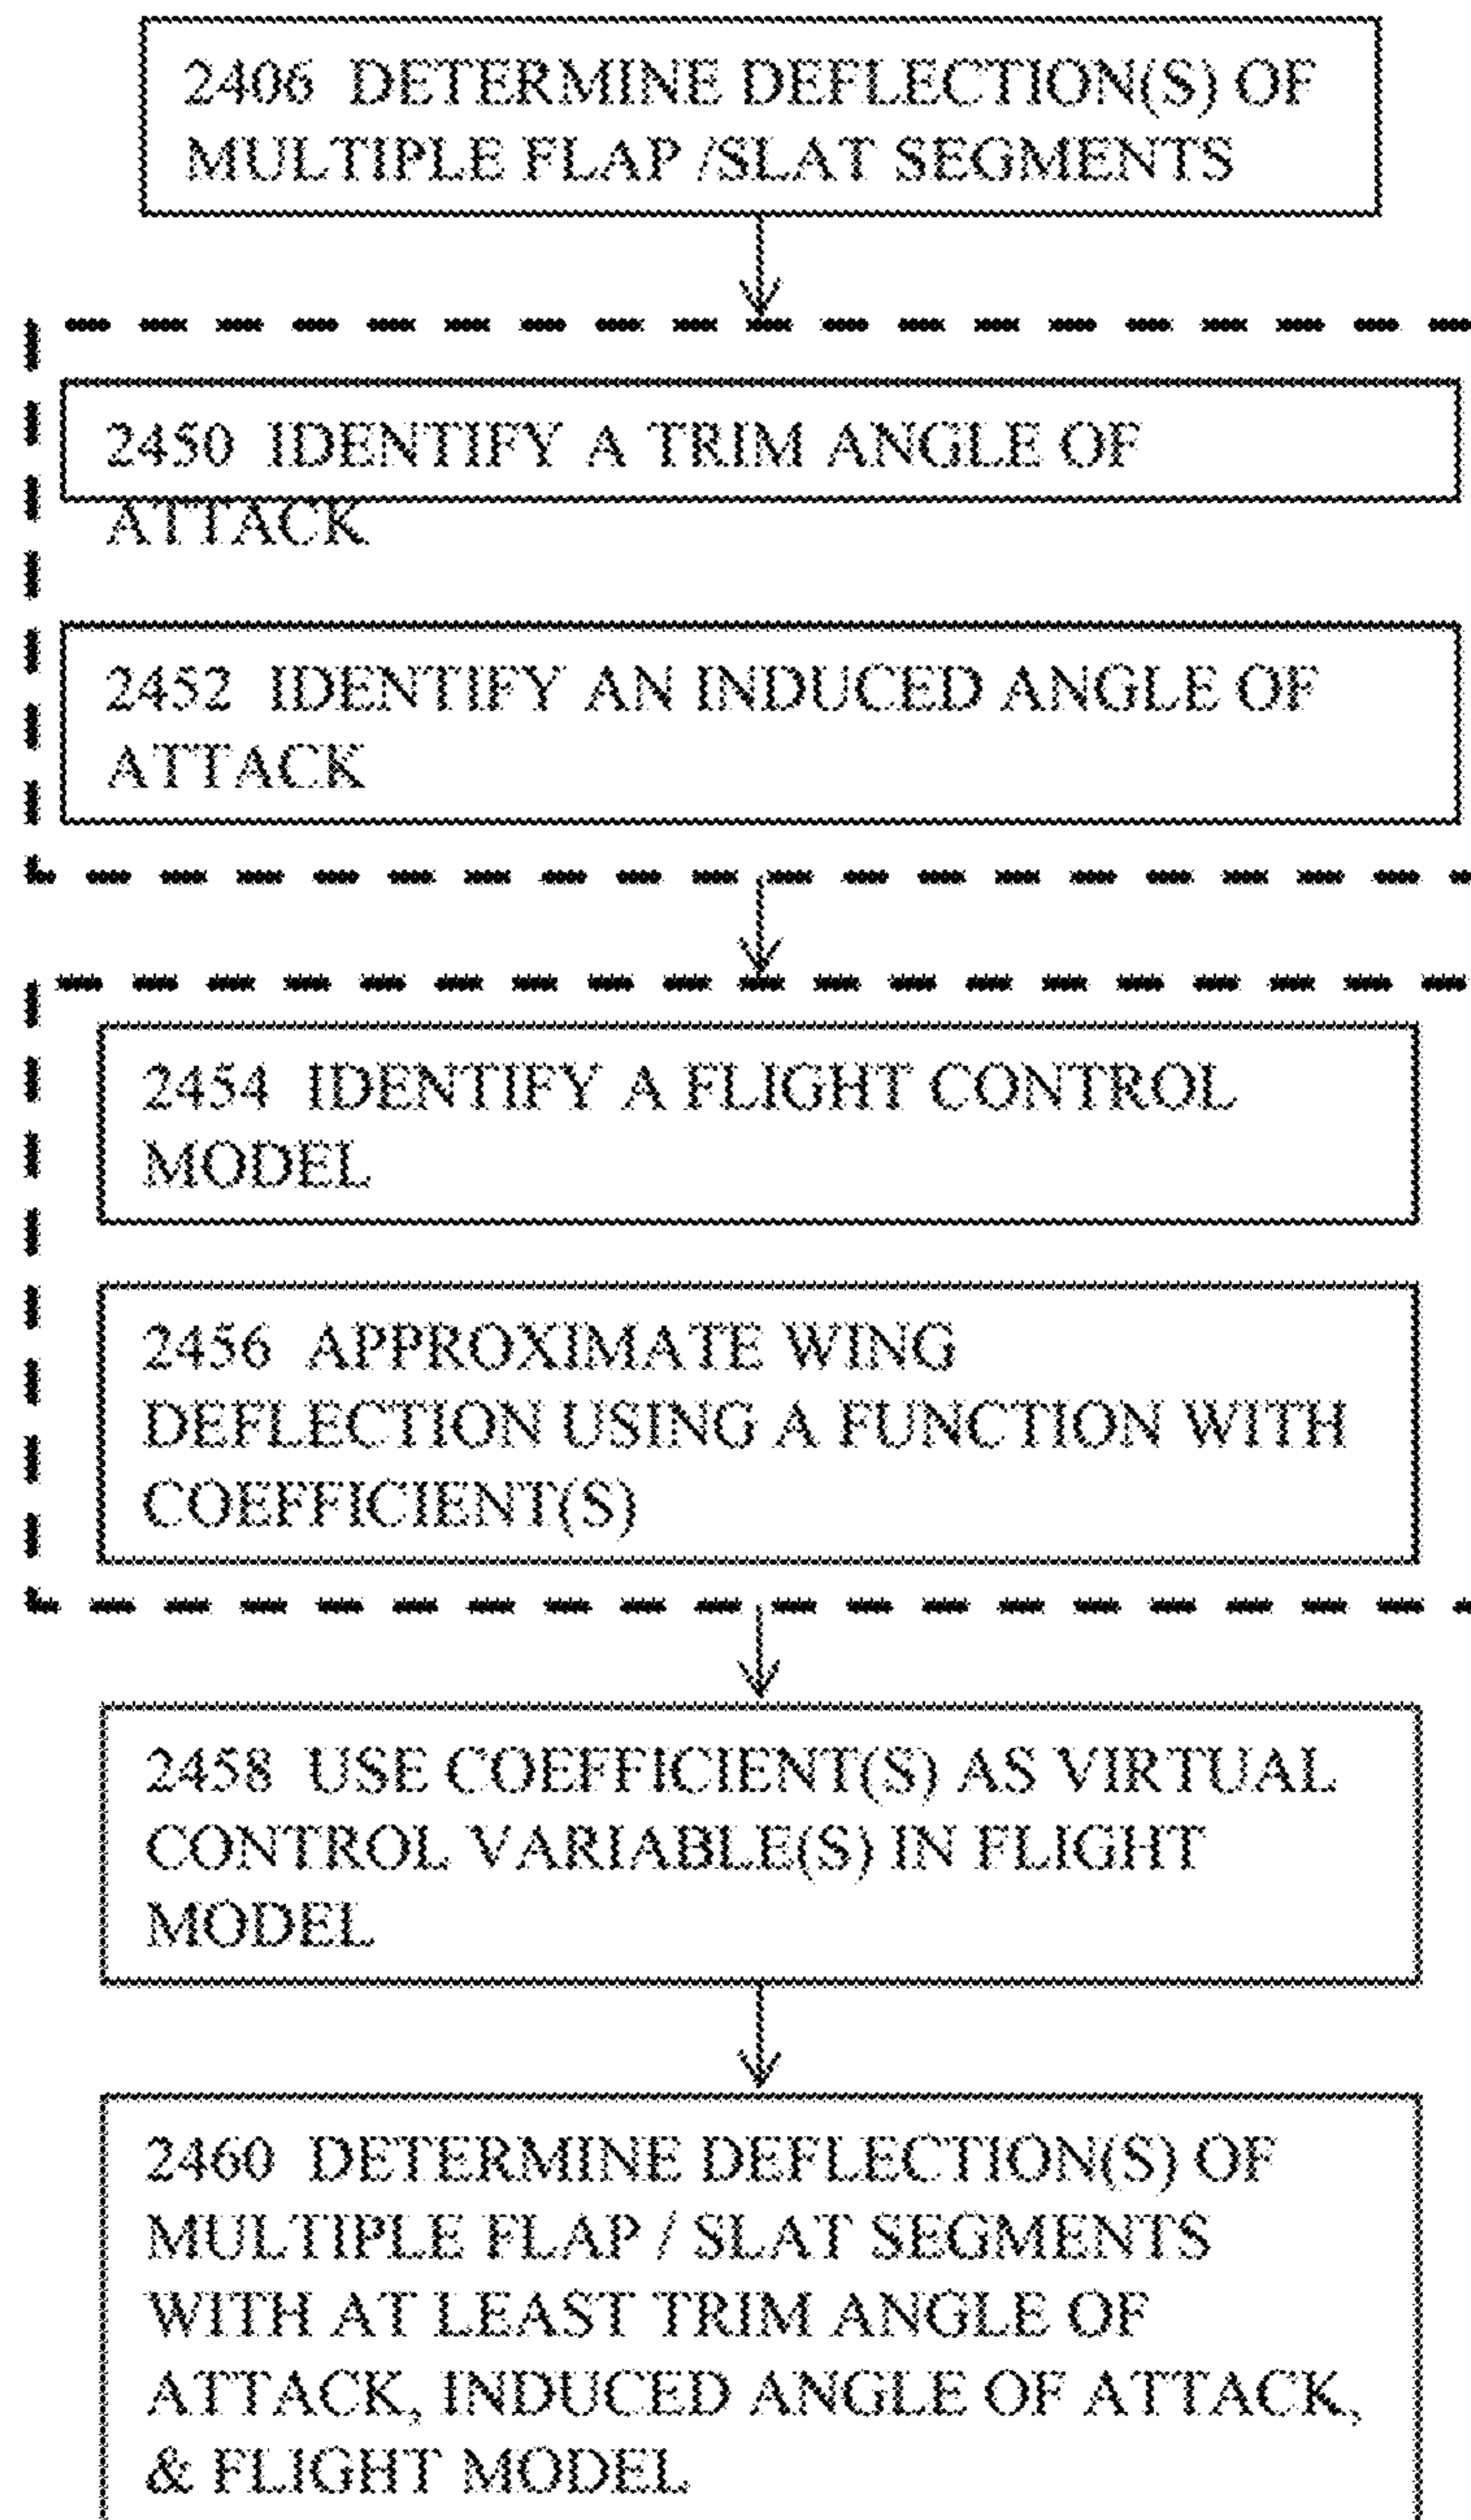 2406 DETERMINE DEFLECTION(S) OF
MULTIPLE FLAP /SLAT SEGMENTS
2450 IDENTIFY A TRIM ANGLE OF
ATTACK
2452 IDENTIFY AN INDUCED ANGLE OF
ATTACK
2454 IDENTIFY A FLIGHT CONTROL
MODEL
2456 APPROXIMATE WING
DEFLECTION USING A FUNCTION WITH
COEFFICIENT(S)
2458 USE COEFFICIENT(S) AS VIRTUAL
CONTROL VARIABLE(S) IN FLIGHT
MODEL
2460 DETERMINE DEFLECTION(S) OF
MULTIPLE FLAP / SLAT SEGMENTS
WITH AT LEAST TRIM ANGLE OF
ATTACK, INDUCED ANGLE OF ATTACK,
& FLIGHT MODEL